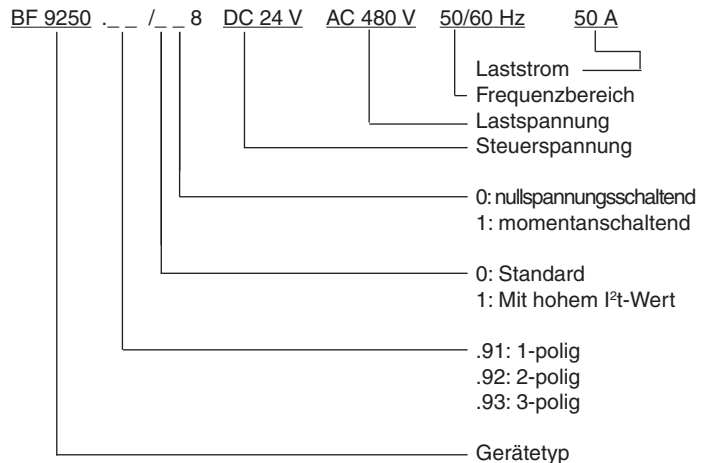 BF 9250 ._ _ /_ _ 8 DC 24 V AC 480 V 50/60 Hz 50 A
Laststrom
Frequenzbereich
Lastspannung
Steuerspannung
0: nullspannungsschaltend
1: momentanschaltend
0: Standard
1: Mit hohem I²t-Wert
.91: 1-polig
.92: 2-polig
.93: 3-polig
Gerätetyp